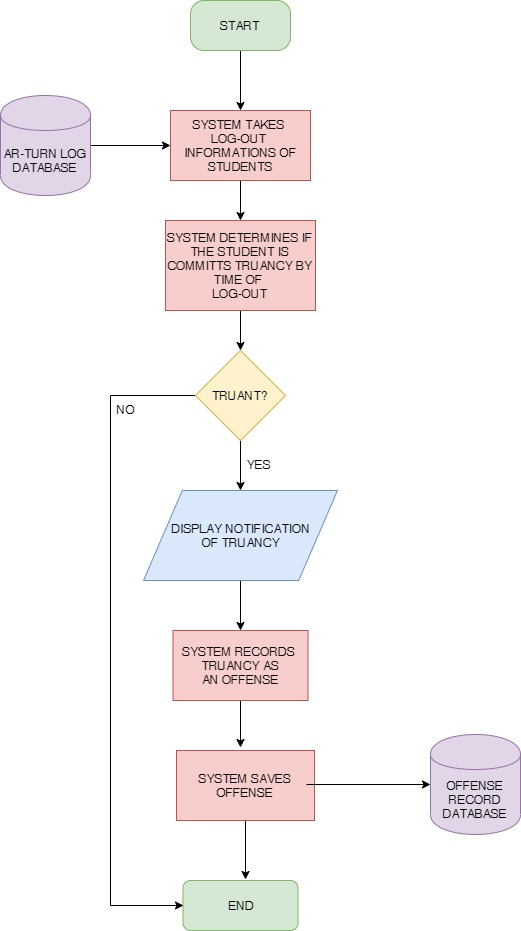 START
SYSTEM TAKES
LOG-OUT
INFORMATIONS OF
STUDENTS
AR-TURN LOG
DATABASE
SYSTEM DETERMINES IF
THE STUDENT IS
COMMITTS TRUANCY BY
TIME OF
LOG-OUT
TRUANT?
NO
YES
DISPLAY NOTIFICATION
OF TRUANCY
SYSTEM RECORDS
TRUANCY AS
AN OFFENSE
SYSTEM SAVES
OFFENSE
OFFENSE
RECORD
DATABASE
END